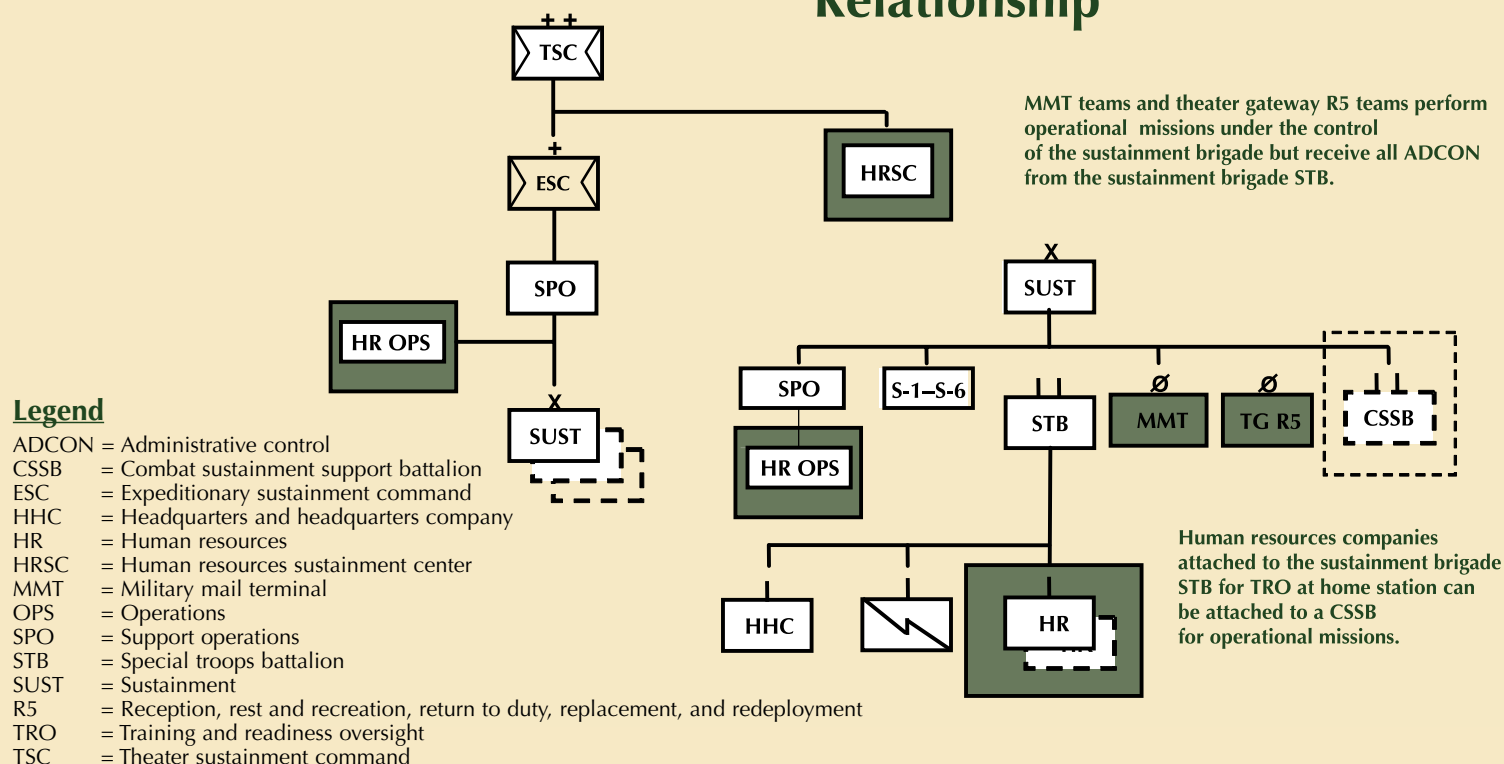 Relationship
+ +
TSC
+
ESC
HRSC
MMT teams and theater gateway R5 teams perform
operational missions under the control
of the sustainment brigade but receive all ADCON
from the sustainment brigade STB.
SPO
HR OPS
X
SUST
X
SUST
SPO
S-1–S-6
STB
Ø
MMT
Ø
TG R5
CSSB
HR OPS
HHC
HR
Human resources companies
attached to the sustainment brigade
STB for TRO at home station can
be attached to a CSSB
for operational missions.
Legend
ADCON = Administrative control
CSSB = Combat sustainment support battalion
ESC = Expeditionary sustainment command
HHC = Headquarters and headquarters company
HR = Human resources
HRSC = Human resources sustainment center
MMT = Military mail terminal
OPS = Operations
SPO = Support operations
STB = Special troops battalion
SUST = Sustainment
R5 = Reception, rest and recreation, return to duty, replacement, and redeployment
TRO = Training and readiness oversight
TSC = Theater sustainment command